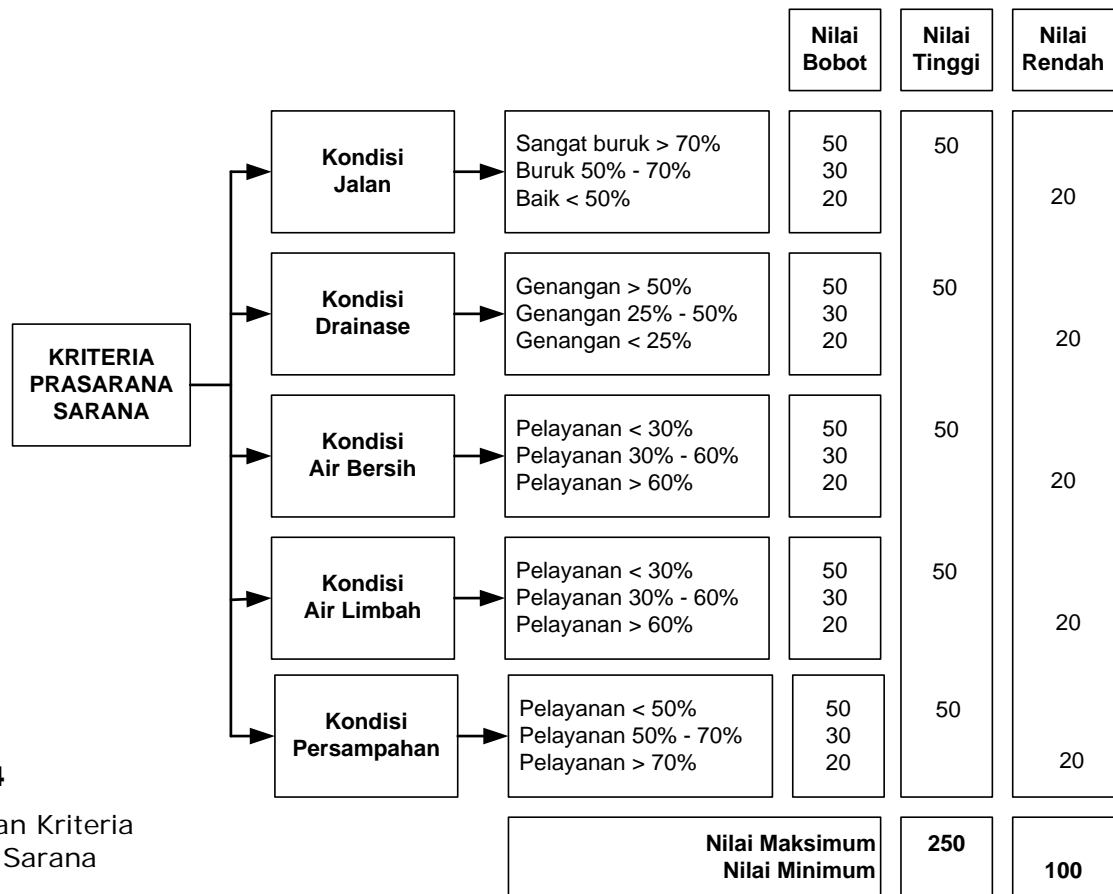 Nilai
Bobot
Nilai
Tinggi
Nilai
Rendah
KRITERIA
PRASARANA
SARANA
Kondisi
Jalan
Sangat buruk > 70%
Buruk 50% - 70%
Baik < 50%
50
30
20
50
20
Kondisi
Drainase
Genangan > 50%
Genangan 25% - 50%
Genangan < 25%
50
30
20
50
20
Kondisi
Air Bersih
Pelayanan < 30%
Pelayanan 30% - 60%
Pelayanan > 60%
50
30
20
50
20
Kondisi
Air Limbah
Pelayanan < 30%
Pelayanan 30% - 60%
Pelayanan > 60%
50
30
20
50
20
Kondisi
Persampahan
Pelayanan < 50%
Pelayanan 50% - 70%
Pelayanan > 70%
50
30
20
50
20
Nilai Maksimum
Nilai Minimum
250
100
Kriteria
Sarana